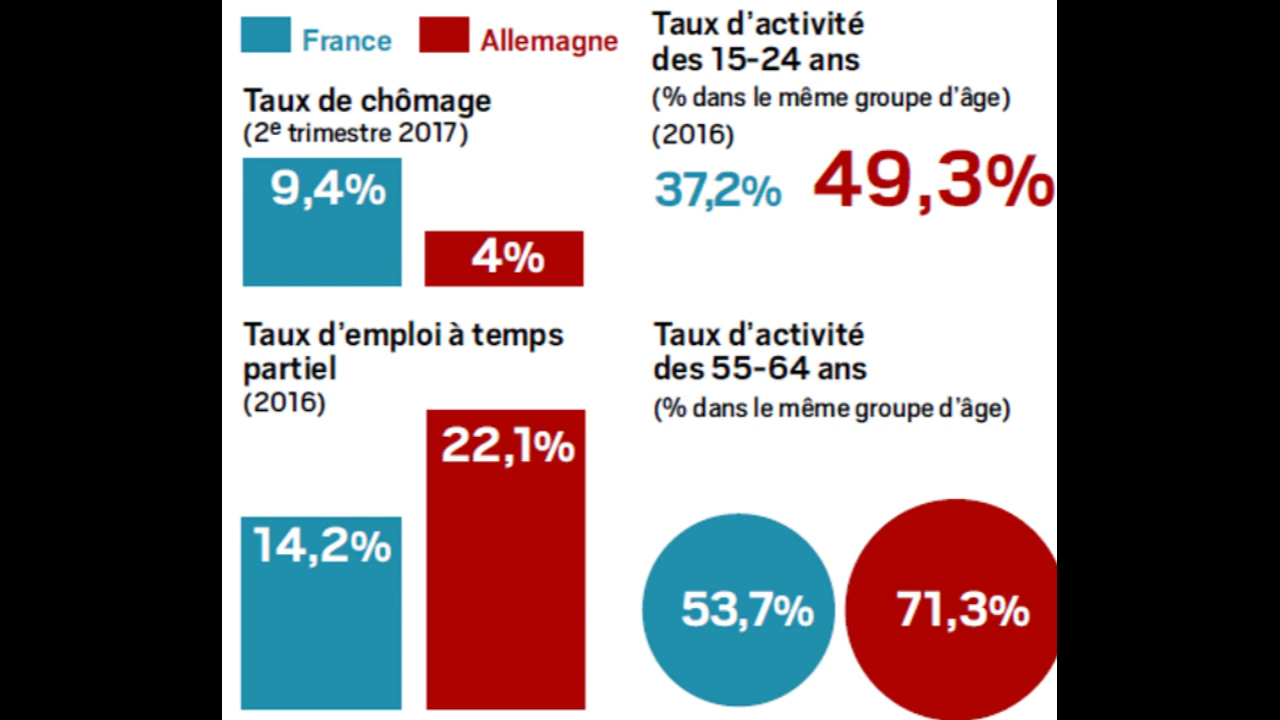 France
Allemagne
Taux de chômage
(2e trimestre 2017)
9,4%
4%
Taux d'emploi à temps
partiel
(2016)
14,2%
22,1%
Taux d'activité
des 15-24 ans
(% dans le même groupe d'âge)
(2016)
37,2% 49,3%
Taux d'activité
des 55-64 ans
(% dans le même groupe d'âge)
53,7%
71,3%